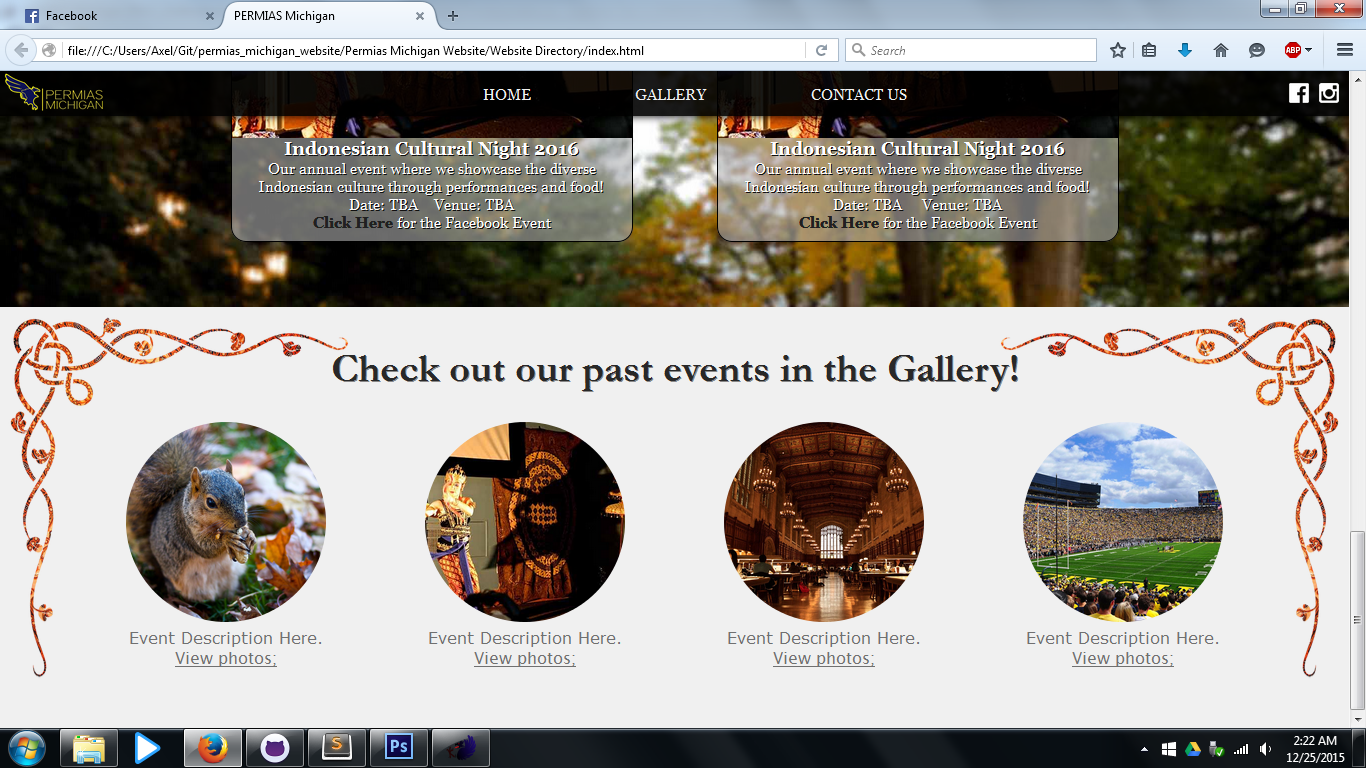 Facebook
PERMIAS Michigan
file:///C:/Users/Axel/Git/permias_michigan_website/Permias Michigan Website/Website Directory/index.html
Search
ABP
PERMIAS
MICHIGAN
HOME
GALLERY
CONTACT US
Indonesian Cultural Night 2016
Our annual event where we showcase the diverse
Indonesian culture through performances and food!
Date: TBA Venue: TBA
Click Here for the Facebook Event
Indonesian Cultural Night 2016
Our annual event where we showcase the diverse
Indonesian culture through performances and food!
Date: TBA Venue: TBA
Click Here for the Facebook Event
Check out our past events in the Gallery!
Event Description Here.
View photos;
Event Description Here.
View photos;
Event Description Here.
View photos;
Event Description Here.
View photos;
S
Ps
2:22 AM
12/25/2015